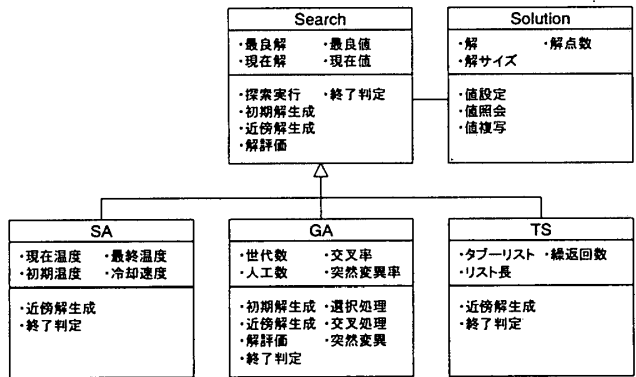 Search
・最良解 ・最良値
・現在解 ・現在値
・探索実行 ・終了判定
・初期解生成
・近傍解生成
・解評価
Solution
・解 ・解点数
・解サイズ
・値設定
・値照会
・値複写
SA
・現在温度 ・最終温度
・初期温度 ・冷却速度
・近傍解生成
・終了判定
GA
・世代数 ・交叉率
・人工数 ・突然変異率
・初期解生成 ・選択処理
・近傍解生成 ・交叉処理
・解評価 ・突然変異
・終了判定
TS
・タブーリスト ・繰返回数
・リスト長
・近傍解生成
・終了判定